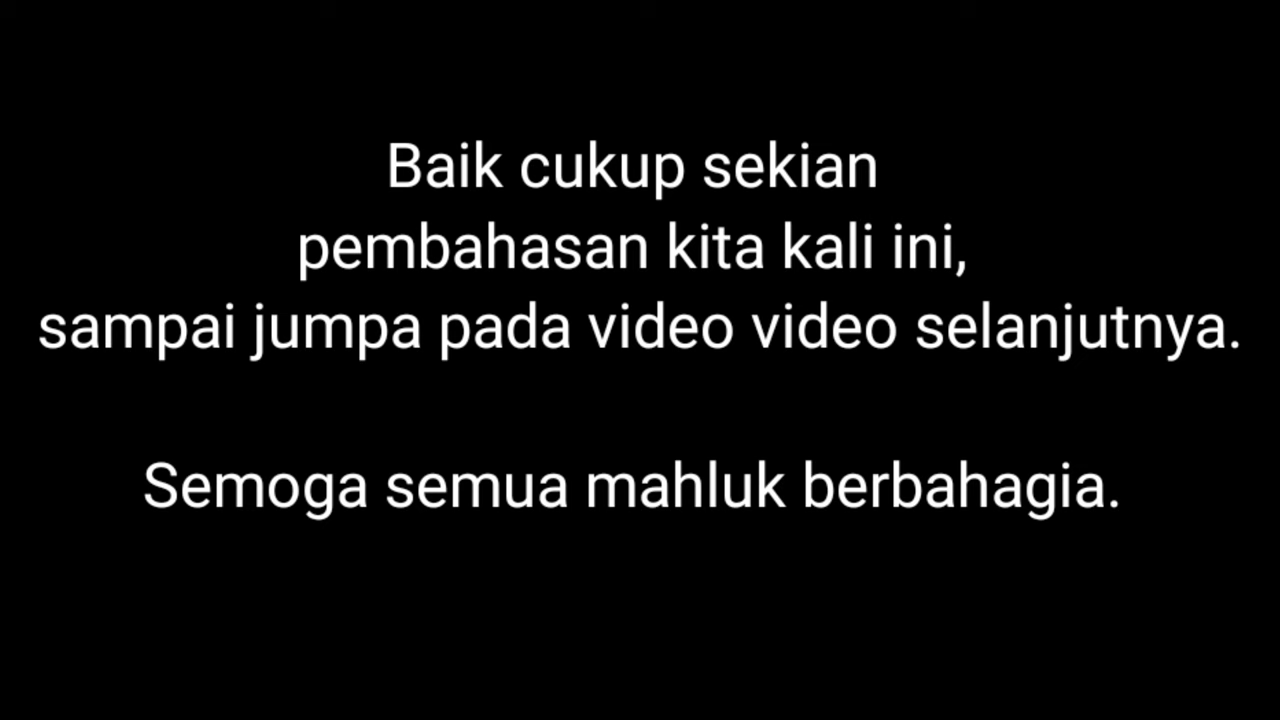 Baik cukup sekian
pembahasan kita kali ini,
sampai jumpa pada video video selanjutnya.
Semoga semua mahluk berbahagia.